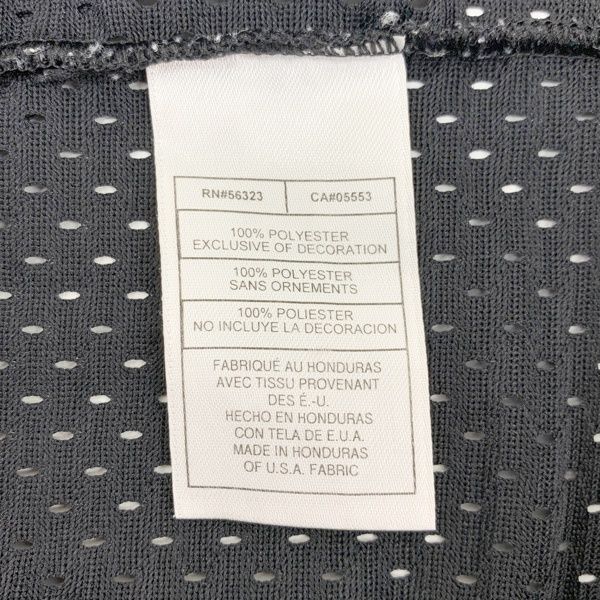 RN#56323 CA#05553
100% POLYESTER
EXCLUSIVE OF DECORATION
100% POLYESTER
SANS ORNEMENTS
100% POLIESTER
NO INCLUYE LA DECORACION
FABRIQUÉ AU HONDURAS
AVEC TISSU PROVENANT
DES É.-U.
HECHO EN HONDURAS
CON TELA DE E.U.A.
MADE IN HONDURAS
OF U.S.A. FABRIC